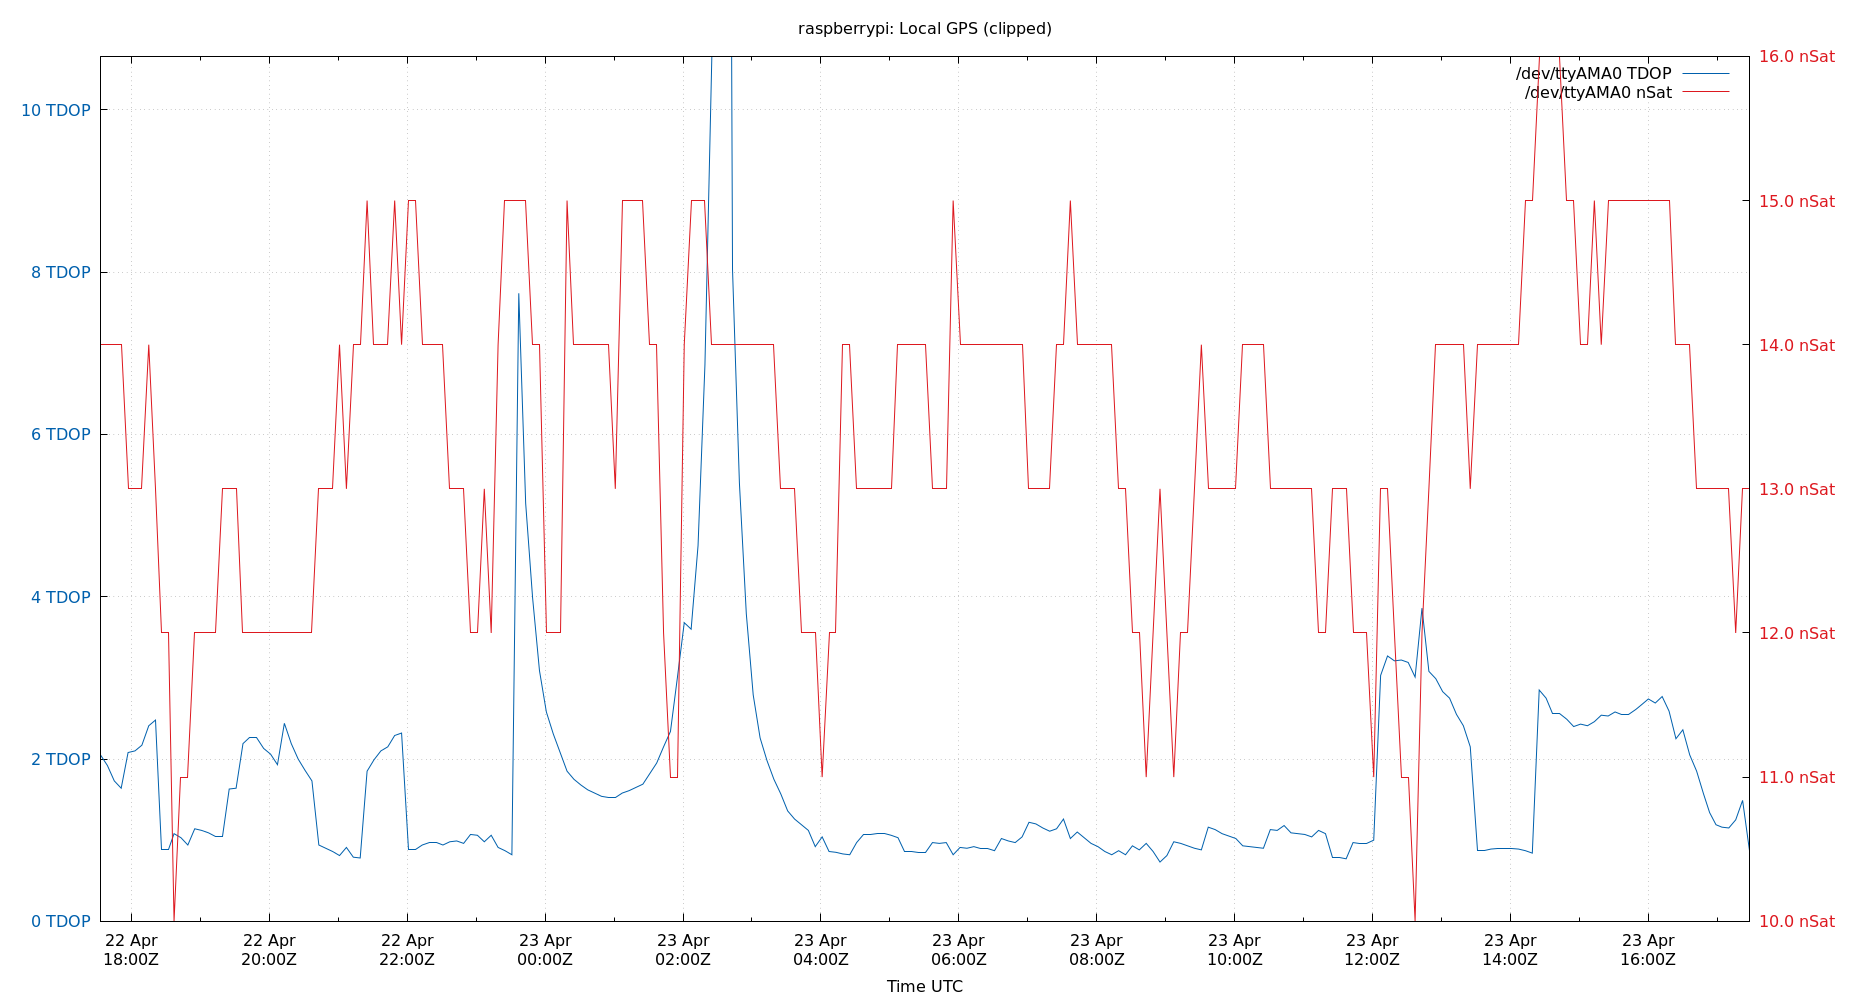 raspberrypi: Local GPS (clipped)
16.0 nSat
/dev/ttyAMA0 TDOP
/dev/ttyAMA0 nSat
10 TDOP
15.0 nSat
8 TDOP
14.0 nSat
6 TDOP
13.0 nSat
4 TDOP
12.0 nSat
2 TDOP
11.0 nSat
0 TDOP
10.0 nSat
22 Apr 22 Apr 22 Apr 23 Apr 23 Apr 23 Apr 23 Apr 23 Apr 23 Apr 23 Apr 23 Apr 23 Apr
18:00Z 20:00Z 22:00Z 00:00Z 02:00Z 04:00Z 06:00Z 08:00Z 10:00Z 12:00Z 14:00Z 16:00Z
Time UTC